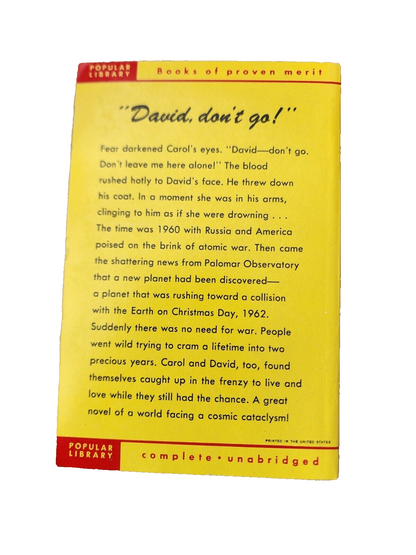 POPULAR
LIBRARY
Books of proven merit
"David, don't go!"
Fear darkened Carol's eyes. "David—don't go.
Don't leave me here alone!" The blood
rushed hotly to David's face. He threw down
his coat. In a moment she was in his arms,
clinging to him as if she were drowning . . .
The time was 1960 with Russia and America
poised on the brink of atomic war. Then came
the shattering news from Palomar Observatory
that a new planet had been discovered—
a planet that was rushing toward a collision
with the Earth on Christmas Day, 1962.
Suddenly there was no need for war. People
went wild trying to cram a lifetime into two
precious years. Carol and David, too, found
themselves caught up in the frenzy to live and
love while they still had the chance. A great
novel of a world facing a cosmic cataclysm!
PRINTED IN THE UNITED STATES
POPULAR
LIBRARY
complete • unabridged